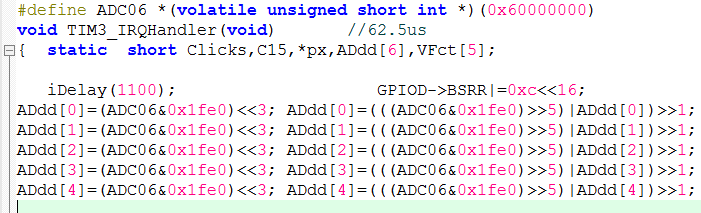 #define ADC06 *(volatile unsigned short int *)(0x60000000)
void TIM3_IRQHandler(void) //62.5us
{ static short Clicks,C15,*px,ADdd[6],VFct[5];
iDelay(1100); GPIOD->BSRR|=0xc<<16;
ADdd[0]=(ADC06&0x1fe0)<<3; ADdd[0]=(((ADC06&0x1fe0)>>5)|ADdd[0])>>1;
ADdd[1]=(ADC06&0x1fe0)<<3; ADdd[1]=(((ADC06&0x1fe0)>>5)|ADdd[1])>>1;
ADdd[2]=(ADC06&0x1fe0)<<3; ADdd[2]=(((ADC06&0x1fe0)>>5)|ADdd[2])>>1;
ADdd[3]=(ADC06&0x1fe0)<<3; ADdd[3]=(((ADC06&0x1fe0)>>5)|ADdd[3])>>1;
ADdd[4]=(ADC06&0x1fe0)<<3; ADdd[4]=(((ADC06&0x1fe0)>>5)|ADdd[4])>>1;